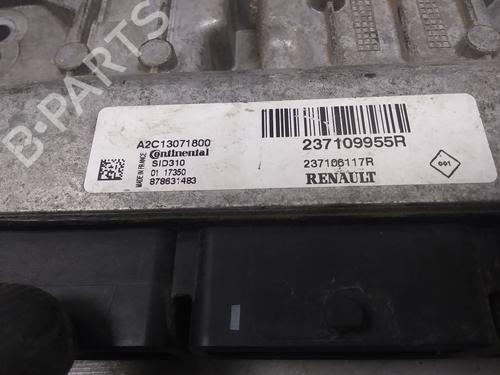 B-PARTS
A2C13071800
Continental
SID310
01 17350
878631483
MADE IN FRANCE
237109955R
237106117R
RENAULT
001